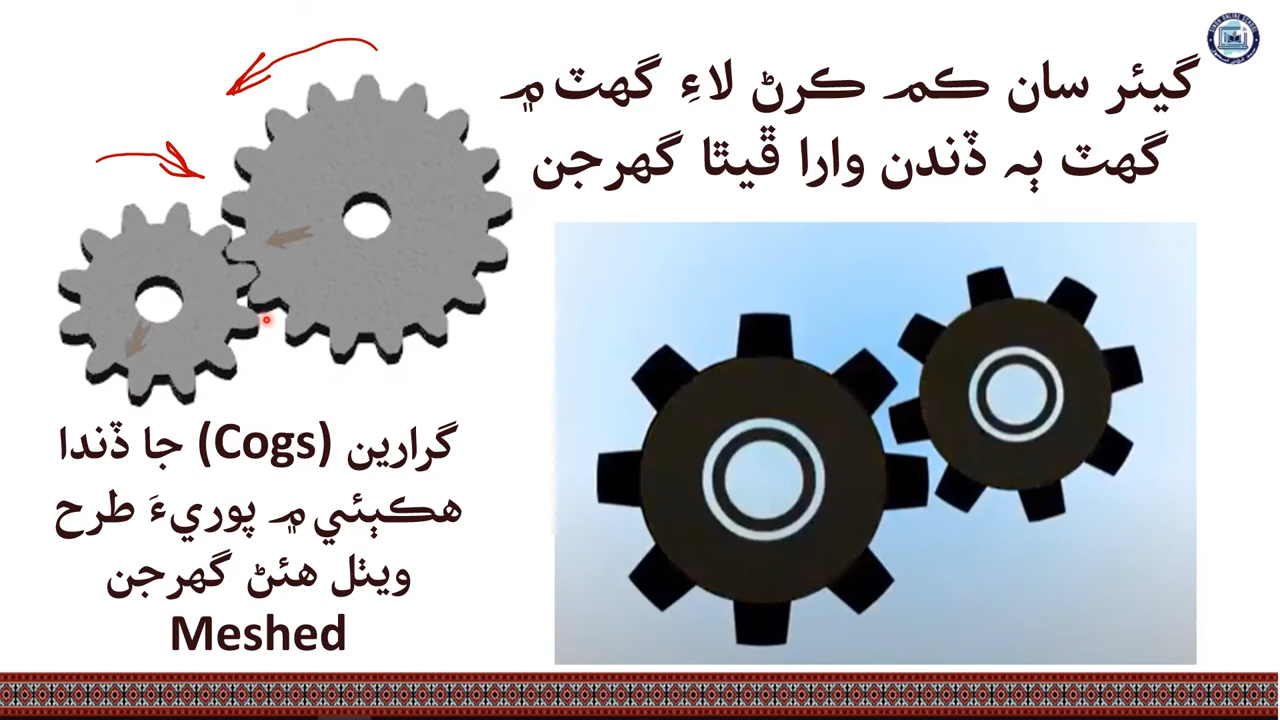 گيئر سان ڪم ڪرڻ لاءِ گهٽ ۾
گهٽ ٻہ ڏندن وارا ڦيٿا گهرجن
گرارين (Cogs) جا ڏندا
هڪٻئي ۾ پوريءَ طرح
ويٺل هئڻ گهرجن
Meshed